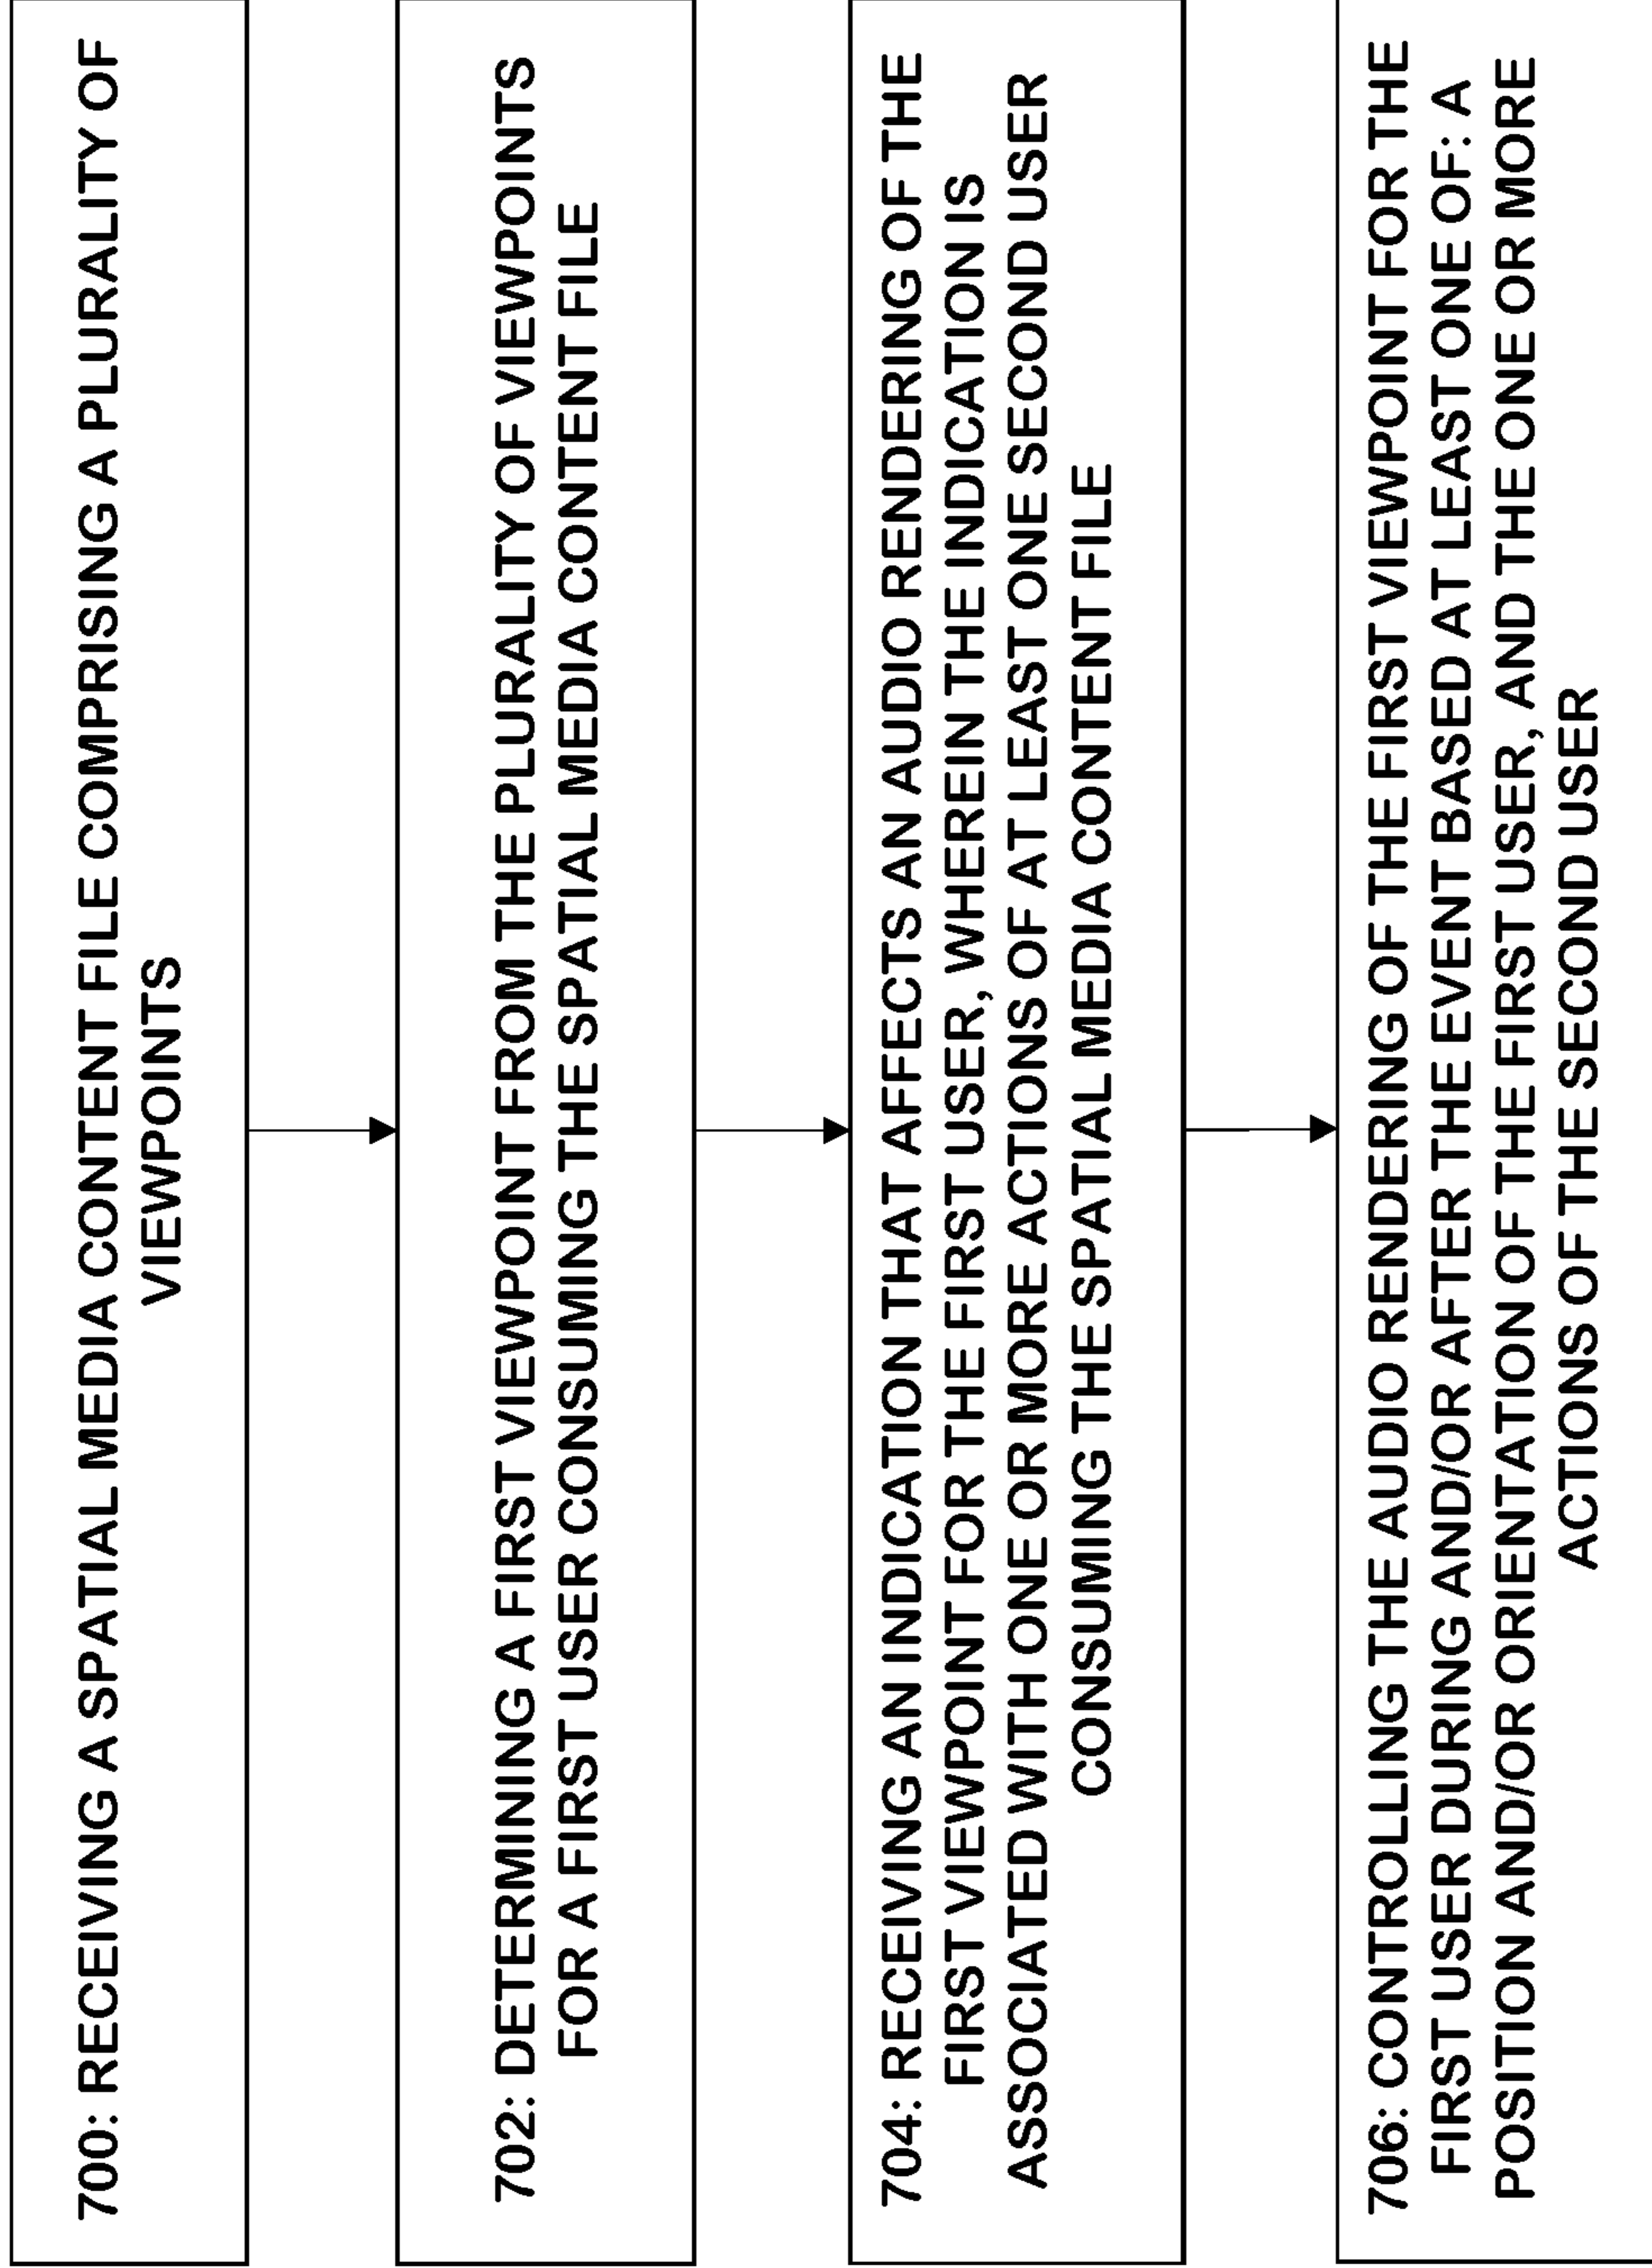 700: RECEIVING A SPATIAL MEDIA CONTENT FILE COMPRISING A PLURALITY OF
VIEWPOINTS
702: DETERMINING A FIRST VIEWPOINT FROM THE PLURALITY OF VIEWPOINTS
FOR A FIRST USER CONSUMING THE SPATIAL MEDIA CONTENT FILE
704: RECEIVING AN INDICATION THAT AFFECTS AN AUDIO RENDERING OF THE
FIRST VIEWPOINT FOR THE FIRST USER, WHEREIN THE INDICATION IS
ASSOCIATED WITH ONE OR MORE ACTIONS OF AT LEAST ONE SECOND USER
CONSUMING THE SPATIAL MEDIA CONTENT FILE
706: CONTROLLING THE AUDIO RENDERING OF THE FIRST VIEWPOINT FOR THE
FIRST USER DURING AND/OR AFTER THE EVENT BASED AT LEAST ONE OF: A
POSITION AND/OR ORIENTATION OF THE FIRST USER, AND THE ONE OR MORE
ACTIONS OF THE SECOND USER